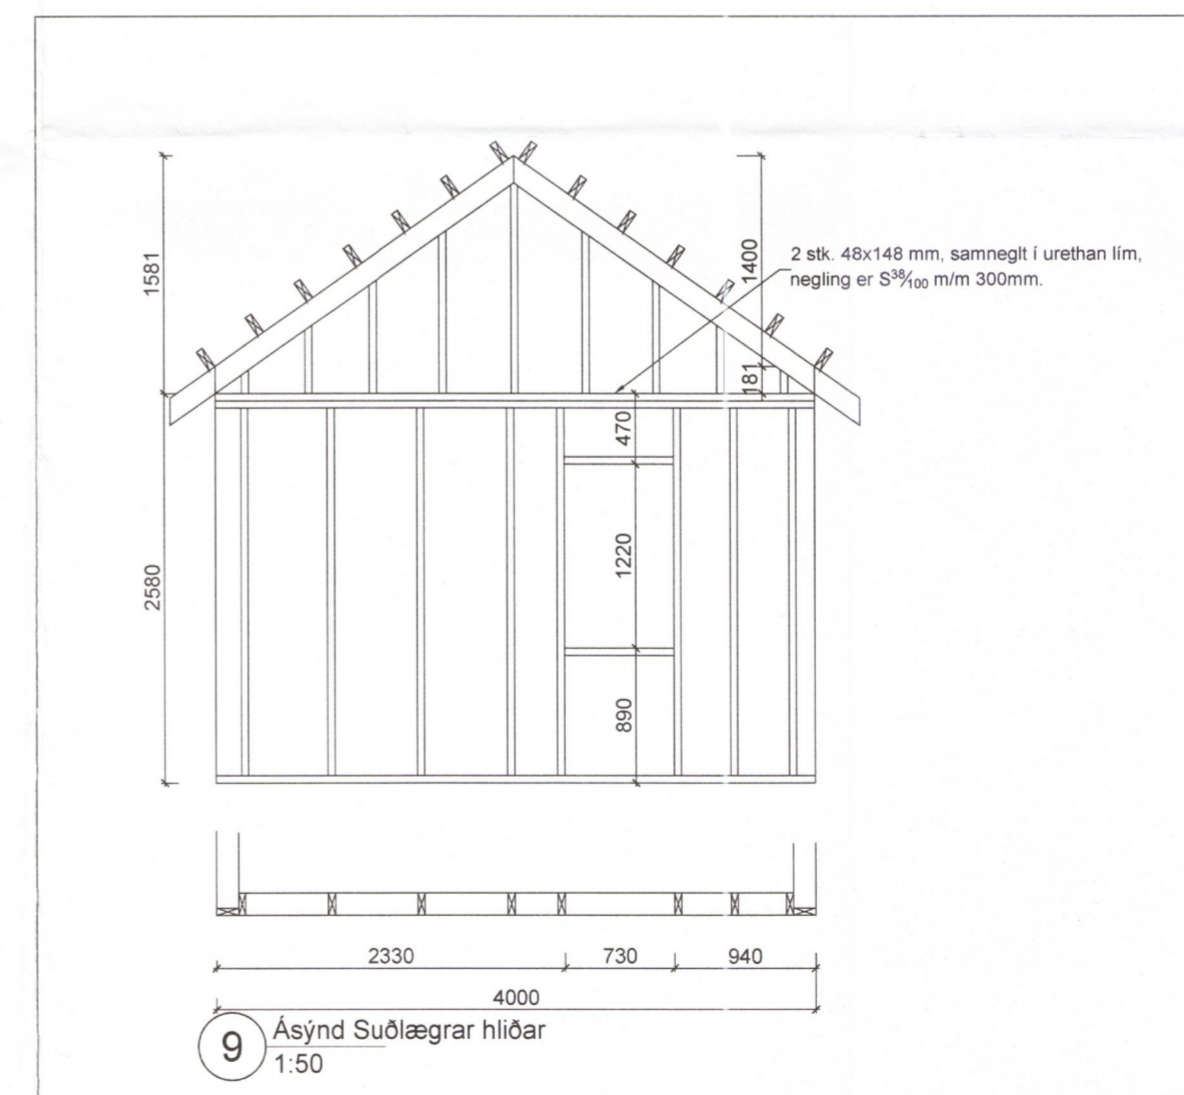 1581
1400
2 stk. 48x148 mm, samneglt í urethan lím,
negling er S³⁸⁄₁₀₀ m/m 300mm.
181
470
2580
1220
890
2330 730 940
4000
9 Ásýnd Suðlægrar hliðar
1:50